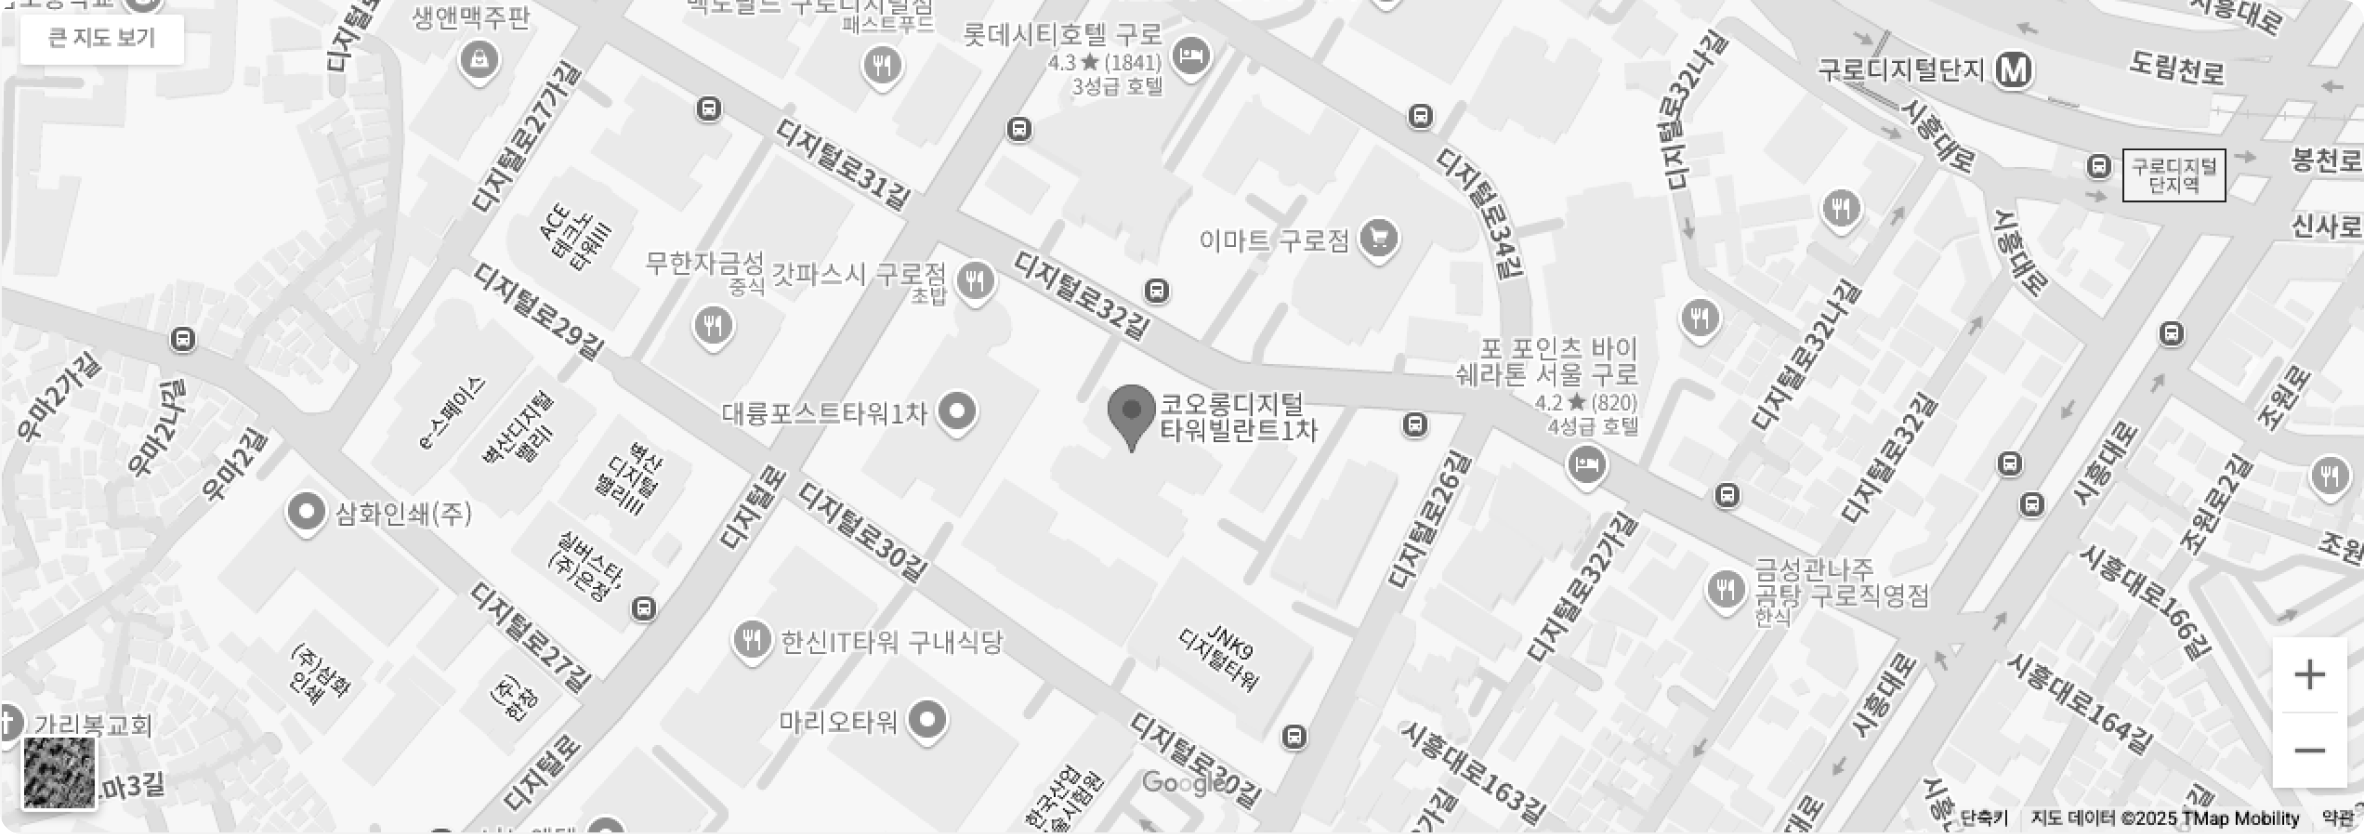 큰 지도 보기
생앤맥주판
패스트푸드
롯데시티호텔 구로
4.3 ★ (1841)
3성급 호텔
구로디지털단지
M
도림천로
시흥대로
봉천로
구로디지털
단지역
신사로
디지털로27가길
디지털로31길
디지털로34길
디지털로32나길
시흥대로
시흥대로
ACE
테크노
타워III
무한자금성
중식
갓파스시 구로점
초밥
이마트 구로점
디지털로32길
디지털로29길
우마2가길
우마2나길
우마2길
e-스페이스
벽산디지털
밸리I
벽산
디지털
밸리III
대륭포스트타워1차
코오롱디지털
타워빌란트1차
포 포인츠 바이
쉐라톤 서울 구로
4.2 ★ (820)
4성급 호텔
디지털로32나길
디지털로32길
조원로
시흥대로
조원로2길
삼화인쇄(주)
실버스타,
(주)은정
디지털로
디지털로30길
디지털로26길
디지털로32가길
금성관나주
곰탕 구로직영점
한식
시흥대로166길
디지털로27길
한신IT타워 구내식당
JNK9
디지털타워
(주)삼화
인쇄
가리봉교회
마리오타워
디지털로
디지털로30길
시흥대로163길
시흥대로
시흥대로164길
Google
단축키
지도 데이터 ©2025 TMap Mobility
약관